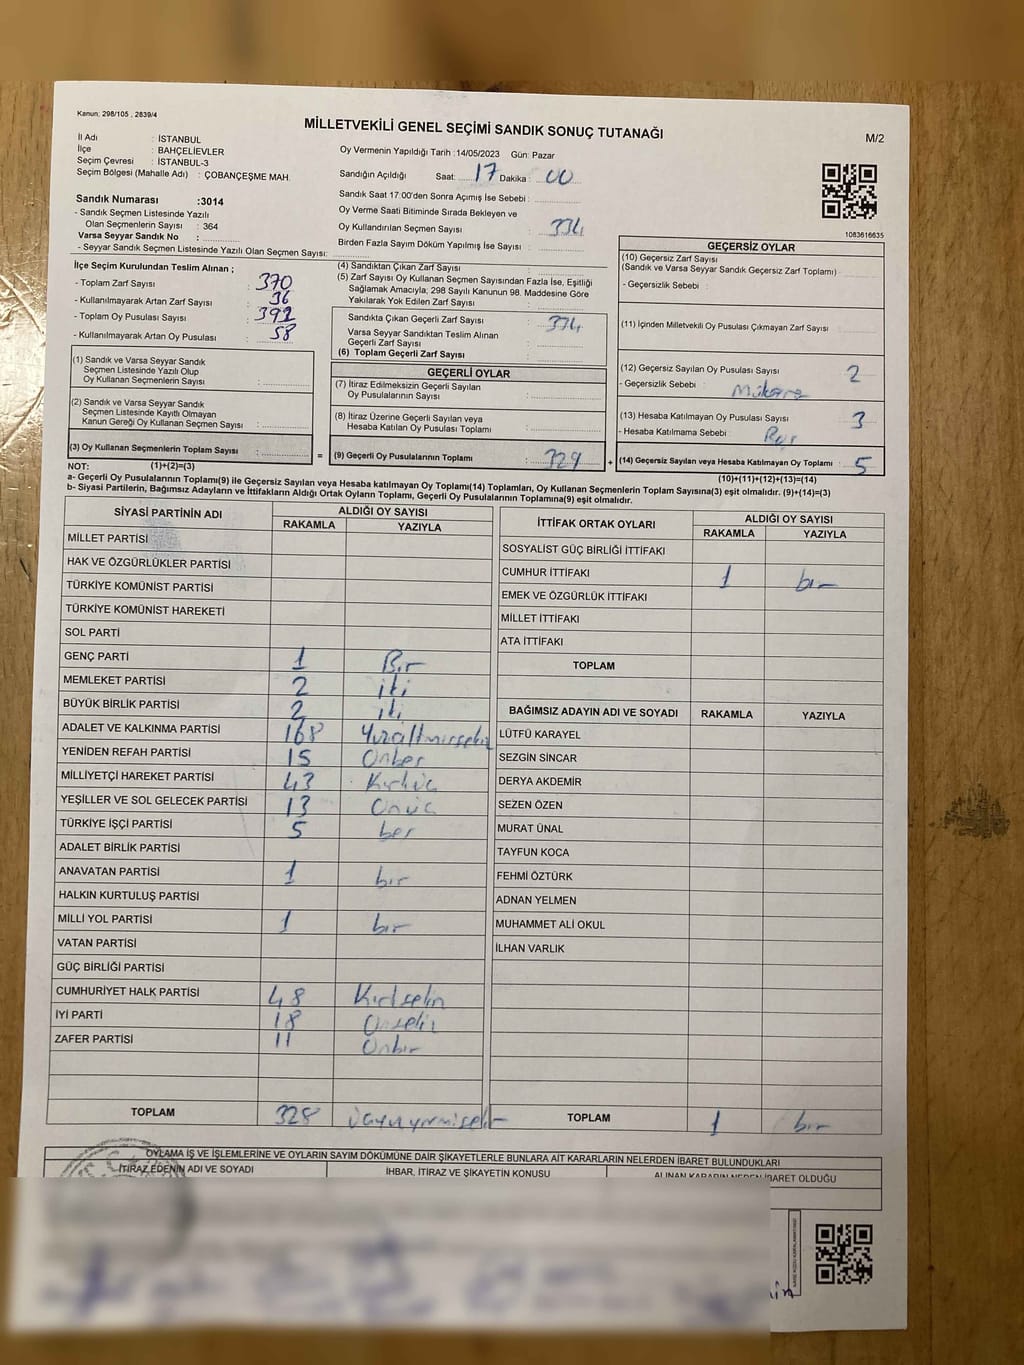 Kanun: 298/105 , 2839/4
MİLLETVEKİLİ GENEL SEÇİMİ SANDIK SONUÇ TUTANAĞI
M/2
İl Adı : İSTANBUL
İlçe : BAHÇELİEVLER
Seçim Çevresi : İSTANBUL-3
Seçim Bölgesi (Mahalle Adı) : ÇOBANÇEŞME MAH.
Oy Vermenin Yapıldığı Tarih :14/05/2023 Gün: Pazar
Sandığın Açıldığı Saat: 17 Dakika : 00
Sandık Saat 17:00'den Sonra Açımış İse Sebebi :
Sandık Numarası :3014
- Sandık Seçmen Listesinde Yazılı
Olan Seçmenlerin Sayısı : 364
Varsa Seyyar Sandık No :
- Seyyar Sandık Seçmen Listesinde Yazılı Olan Seçmen Sayısı:
Oy Verme Saati Bitiminde Sırada Bekleyen ve
Oy Kullandırılan Seçmen Sayısı : 334
Birden Fazla Sayım Döküm Yapılmış İse Sayısı :
1083616635
İlçe Seçim Kurulundan Teslim Alınan ;
- Toplam Zarf Sayısı : 370
- Kullanılmayarak Artan Zarf Sayısı : 36
- Toplam Oy Pusulası Sayısı : 392
- Kullanılmayarak Artan Oy Pusulası : 58
(4) Sandıktan Çıkan Zarf Sayısı :
(5) Zarf Sayısı Oy Kullanan Seçmen Sayısından Fazla İse, Eşitliği
Sağlamak Amacıyla, 298 Sayılı Kanunun 98. Maddesine Göre
Yakılarak Yok Edilen Zarf Sayısı :
Sandıkta Çıkan Geçerli Zarf Sayısı : 334
Varsa Seyyar Sandıktan Teslim Alınan
Geçerli Zarf Sayısı :
(6) Toplam Geçerli Zarf Sayısı :
GEÇERSİZ OYLAR
(10) Geçersiz Zarf Sayısı
(Sandık ve Varsa Seyyar Sandık Geçersiz Zarf Toplamı)
- Geçersizlik Sebebi :
(11) İçinden Milletvekili Oy Pusulası Çıkmayan Zarf Sayısı
(12) Geçersiz Sayılan Oy Pusulası Sayısı 2
- Geçersizlik Sebebi :
(13) Hesaba Katılmayan Oy Pusulası Sayısı 3
- Hesaba Katılmama Sebebi :
(14) Geçersiz Sayılan veya Hesaba Katılmayan Oy Toplamı : 5
(10)+(11)+(12)+(13)=(14)
(1) Sandık ve Varsa Seyyar Sandık
Seçmen Listesinde Yazılı Olup
Oy Kullanan Seçmenlerin Sayısı :
(2) Sandık ve Varsa Seyyar Sandık
Seçmen Listesinde Kayıtlı Olmayan
Kanun Gereği Oy Kullanan Seçmen Sayısı :
(3) Oy Kullanan Seçmenlerin Toplam Sayısı : =
GEÇERLİ OYLAR
(7) İtiraz Edilmeksizin Geçerli Sayılan
Oy Pusulalarının Sayısı :
(8) İtiraz Üzerine Geçerli Sayılan veya
Hesaba Katılan Oy Pusulası Toplamı :
(9) Geçerli Oy Pusulalarının Toplamı : 329 +
NOT: (1)+(2)=(3)
a- Geçerli Oy Pusulalarının Toplamı(9) ile Geçersiz Sayılan veya Hesaba Katılmayan Oy Toplamı(14) Toplamları, Oy Kullanan Seçmenlerin Toplam Sayısına(3) eşit olmalıdır. (9)+(14)=(3)
b- Siyasi Partilerin, Bağımsız Adayların ve İttifakların Aldığı Ortak Oyların Toplamı, Geçerli Oy Pusulalarının Toplamına(9) eşit olmalıdır.
SİYASİ PARTİNİN ADI ALDIĞI OY SAYISI
RAKAMLA YAZIYLA
MİLLET PARTİSİ
HAK VE ÖZGÜRLÜKLER PARTİSİ
TÜRKİYE KOMÜNİST PARTİSİ
TÜRKİYE KOMÜNİST HAREKETİ
SOL PARTİ
GENÇ PARTİ 1 Bir
MEMLEKET PARTİSİ 2 iki
BÜYÜK BİRLİK PARTİSİ 2 iki
ADALET VE KALKINMA PARTİSİ 168 Yüzaltmışsekiz
YENİDEN REFAH PARTİSİ 15 Onbeş
MİLLİYETÇİ HAREKET PARTİSİ 43 Kırküç
YEŞİLLER VE SOL GELECEK PARTİSİ 13 Onüç
TÜRKİYE İŞÇİ PARTİSİ 5 beş
ADALET BİRLİK PARTİSİ
ANAVATAN PARTİSİ 1 bir
HALKIN KURTULUŞ PARTİSİ
MİLLİ YOL PARTİSİ 1 bir
VATAN PARTİSİ
GÜÇ BİRLİĞİ PARTİSİ
CUMHURİYET HALK PARTİSİ 48 Kırksekiz
İYİ PARTİ 18 Onsekiz
ZAFER PARTİSİ 11 Onbir
TOPLAM 328 üçyüzyirmisekiz
İTTİFAK ORTAK OYLARI ALDIĞI OY SAYISI
RAKAMLA YAZIYLA
SOSYALİST GÜÇ BİRLİĞİ İTTİFAKI
CUMHUR İTTİFAKI 1 bir
EMEK VE ÖZGÜRLÜK İTTİFAKI
MİLLET İTTİFAKI
ATA İTTİFAKI
TOPLAM
BAĞIMSIZ ADAYIN ADI VE SOYADI RAKAMLA YAZIYLA
LÜTFÜ KARAYEL
SEZGİN SİNCAR
DERYA AKDEMİR
SEZEN ÖZEN
MURAT ÜNAL
TAYFUN KOCA
FEHMİ ÖZTÜRK
ADNAN YELMEN
MUHAMMET ALİ OKUL
İLHAN VARLIK
TOPLAM 1 bir
OYLAMA İŞ VE İŞLEMLERİNE VE OYLARIN SAYIM DÖKÜMÜNE DAİR ŞİKAYETLERLE BUNLARA AİT KARARLARIN NELERDEN İBARET BULUNDUKLARI
İTİRAZ EDENİN ADI VE SOYADI İHBAR, İTİRAZ VE ŞİKAYETİN KONUSU ALINAN KARARIN NEDEN İBARET OLDUĞU